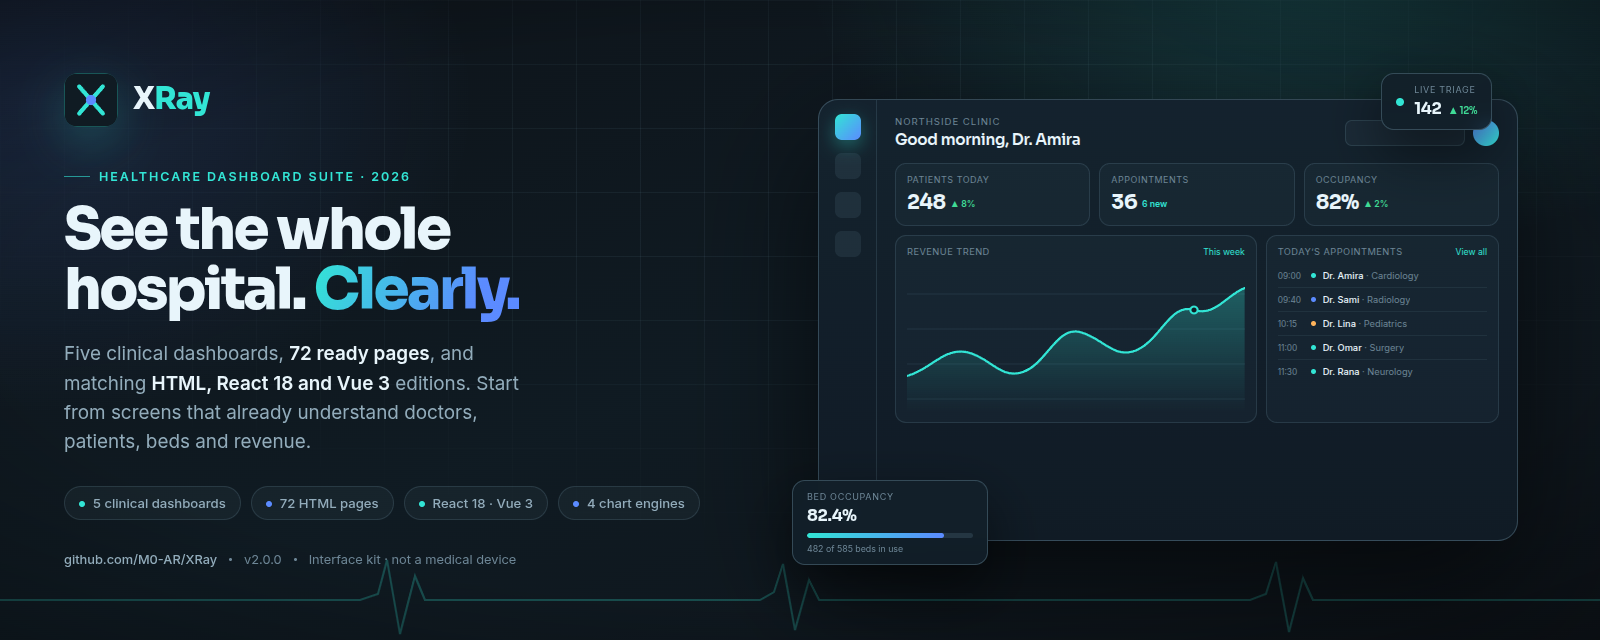 XRay
HEALTHCARE DASHBOARD SUITE · 2026
See the whole
hospital. Clearly.
Five clinical dashboards, 72 ready pages, and
matching HTML, React 18 and Vue 3 editions. Start
from screens that already understand doctors,
patients, beds and revenue.
5 clinical dashboards
72 HTML pages
React 18 · Vue 3
4 chart engines
github.com/M0-AR/XRay • v2.0.0 • Interface kit · not a medical device
LIVE TRIAGE
142 ▲ 12%
NORTHSIDE CLINIC
Good morning, Dr. Amira
PATIENTS TODAY
248 ▲ 8%
APPOINTMENTS
36 6 new
OCCUPANCY
82% ▲ 2%
REVENUE TREND
This week
TODAY'S APPOINTMENTS
View all
09:00 Dr. Amira · Cardiology
09:40 Dr. Sami · Radiology
10:15 Dr. Lina · Pediatrics
11:00 Dr. Omar · Surgery
11:30 Dr. Rana · Neurology
BED OCCUPANCY
82.4%
482 of 585 beds in use